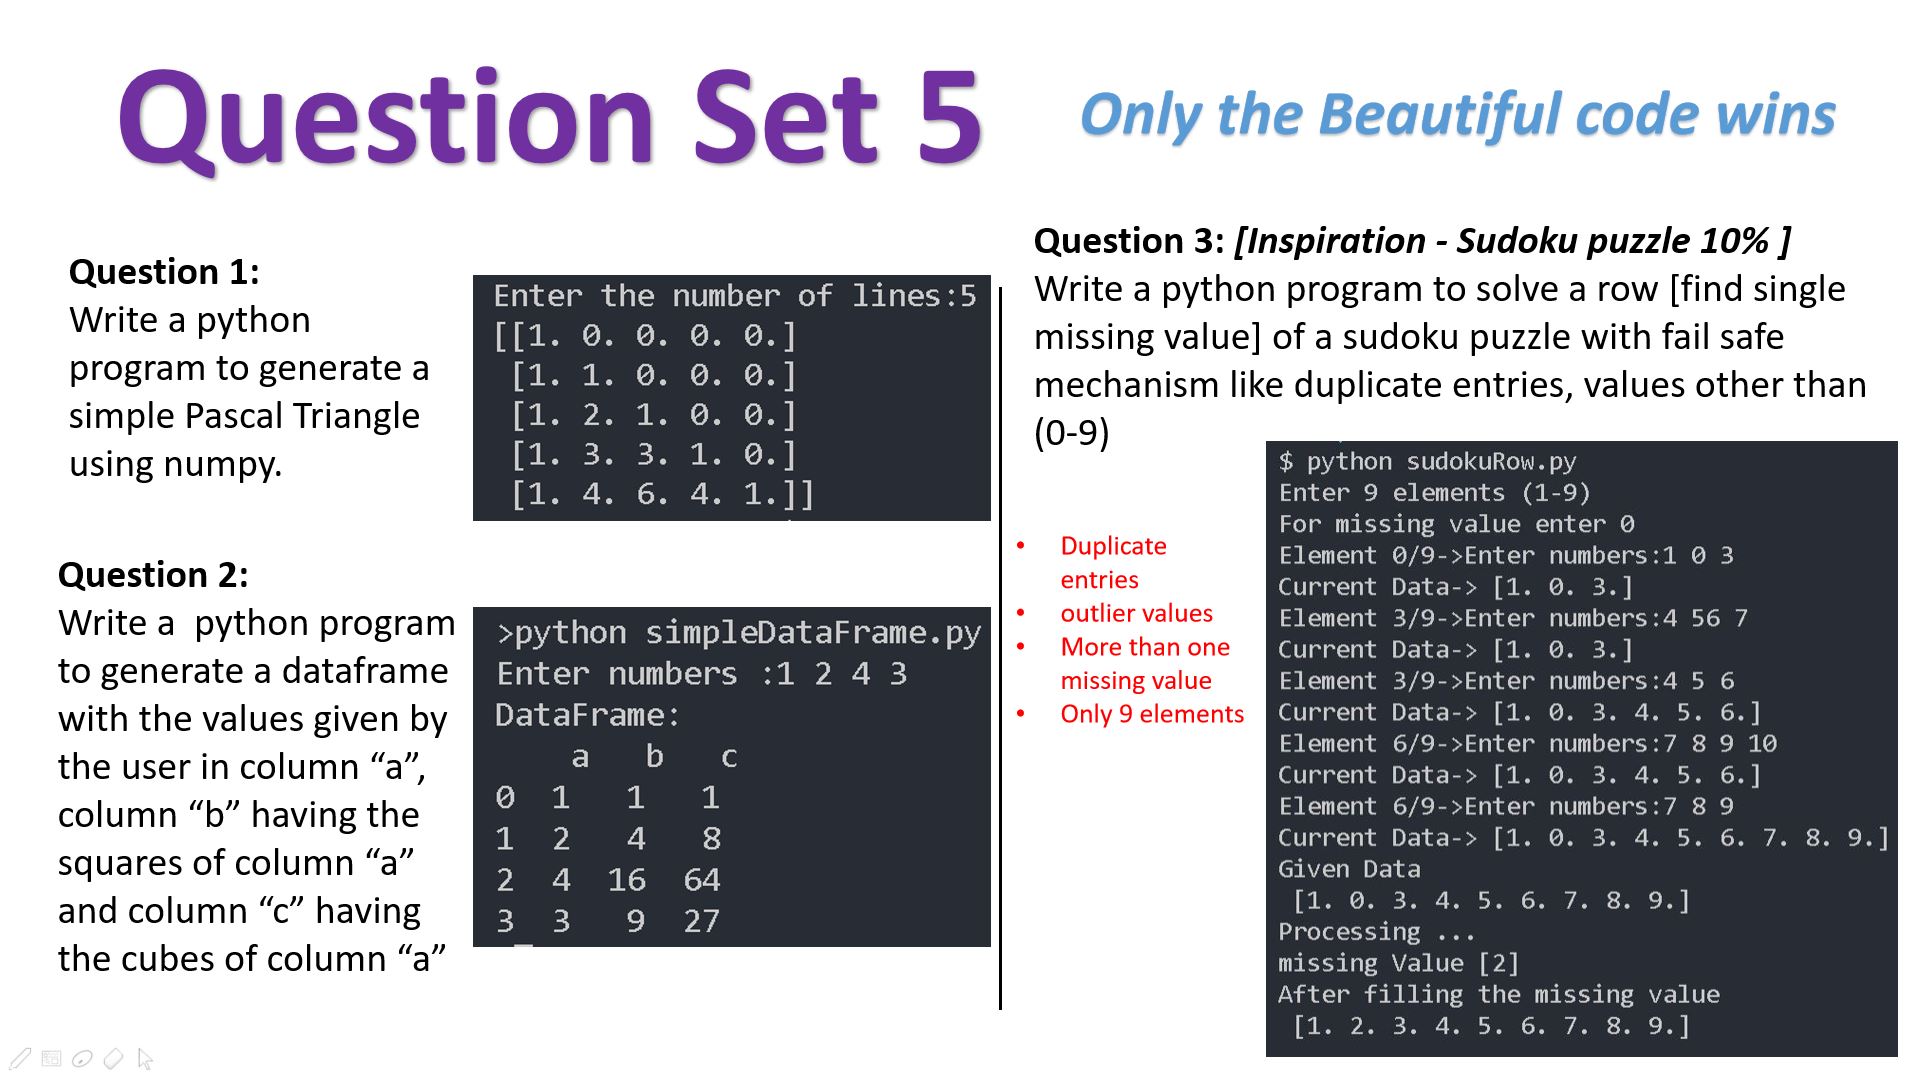 Question Set 5
Only the Beautiful code wins
Question 1:
Write a python
program to generate a
simple Pascal Triangle
using numpy.
Enter the number of lines:5
[[1. 0. 0. 0. 0.]
 [1. 1. 0. 0. 0.]
 [1. 2. 1. 0. 0.]
 [1. 3. 3. 1. 0.]
 [1. 4. 6. 4. 1.]]
Question 2:
Write a  python program
to generate a dataframe
with the values given by
the user in column “a”,
column “b” having the
squares of column “a”
and column “c” having
the cubes of column “a”
>python simpleDataFrame.py
Enter numbers :1 2 4 3
DataFrame:
    a   b   c
0  1   1   1
1  2   4   8
2  4  16  64
3  3   9  27
Question 3: [Inspiration - Sudoku puzzle 10% ]
Write a python program to solve a row [find single
missing value] of a sudoku puzzle with fail safe
mechanism like duplicate entries, values other than
(0-9)
• Duplicate
entries
• outlier values
• More than one
missing value
• Only 9 elements
$ python sudokuRow.py
Enter 9 elements (1-9)
For missing value enter 0
Element 0/9->Enter numbers:1 0 3
Current Data-> [1. 0. 3.]
Element 3/9->Enter numbers:4 56 7
Current Data-> [1. 0. 3.]
Element 3/9->Enter numbers:4 5 6
Current Data-> [1. 0. 3. 4. 5. 6.]
Element 6/9->Enter numbers:7 8 9 10
Current Data-> [1. 0. 3. 4. 5. 6.]
Element 6/9->Enter numbers:7 8 9
Current Data-> [1. 0. 3. 4. 5. 6. 7. 8. 9.]
Given Data
 [1. 0. 3. 4. 5. 6. 7. 8. 9.]
Processing ...
missing Value [2]
After filling the missing value
 [1. 2. 3. 4. 5. 6. 7. 8. 9.]